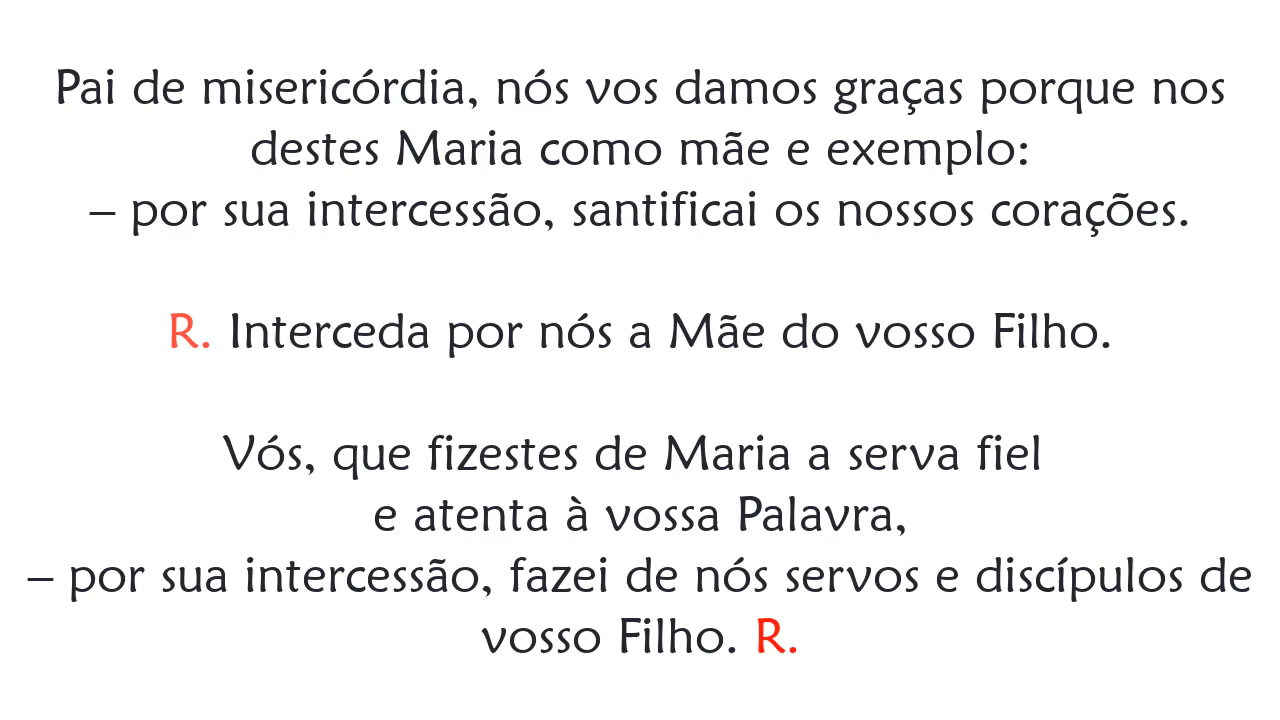 Pai de misericórdia, nós vos damos graças porque nos
destes Maria como mãe e exemplo:
– por sua intercessão, santificai os nossos corações.
R. Interceda por nós a Mãe do vosso Filho.
Vós, que fizestes de Maria a serva fiel
e atenta à vossa Palavra,
– por sua intercessão, fazei de nós servos e discípulos de
vosso Filho. R.